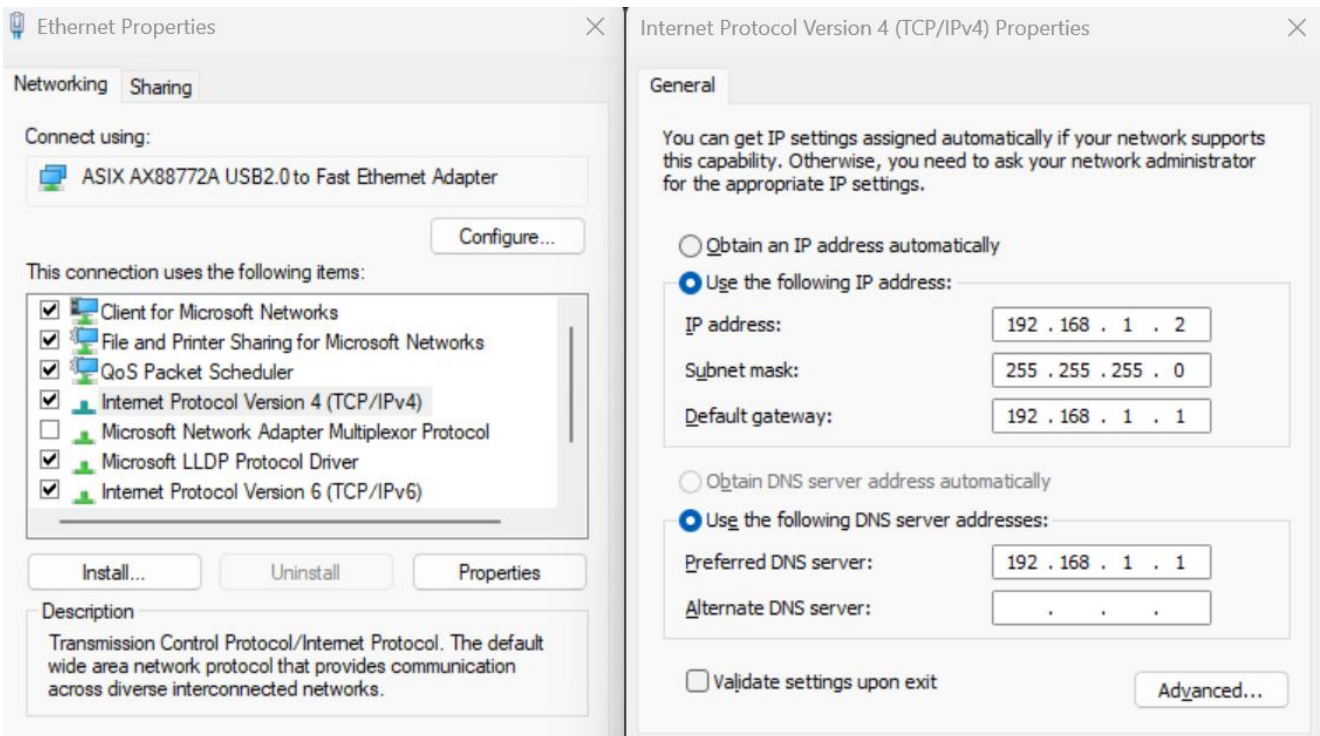 Ethernet Properties
Networking
Sharing
Connect using:
ASIX AX88772A USB2.0 to Fast Ethernet Adapter
Configure...
This connection uses the following items:
Client for Microsoft Networks
File and Printer Sharing for Microsoft Networks
QoS Packet Scheduler
Internet Protocol Version 4 (TCP/IPv4)
Microsoft Network Adapter Multiplexor Protocol
Microsoft LLDP Protocol Driver
Internet Protocol Version 6 (TCP/IPv6)
Install...
Uninstall
Properties
Description
Transmission Control Protocol/Internet Protocol. The default
wide area network protocol that provides communication
across diverse interconnected networks.
Internet Protocol Version 4 (TCP/IPv4) Properties
General
You can get IP settings assigned automatically if your network supports
this capability. Otherwise, you need to ask your network administrator
for the appropriate IP settings.
Obtain an IP address automatically
Use the following IP address:
IP address: 192 . 168 . 1 . 2
Subnet mask: 255 . 255 . 255 . 0
Default gateway: 192 . 168 . 1 . 1
Obtain DNS server address automatically
Use the following DNS server addresses:
Preferred DNS server: 192 . 168 . 1 . 1
Alternate DNS server: . . .
Validate settings upon exit
Advanced...